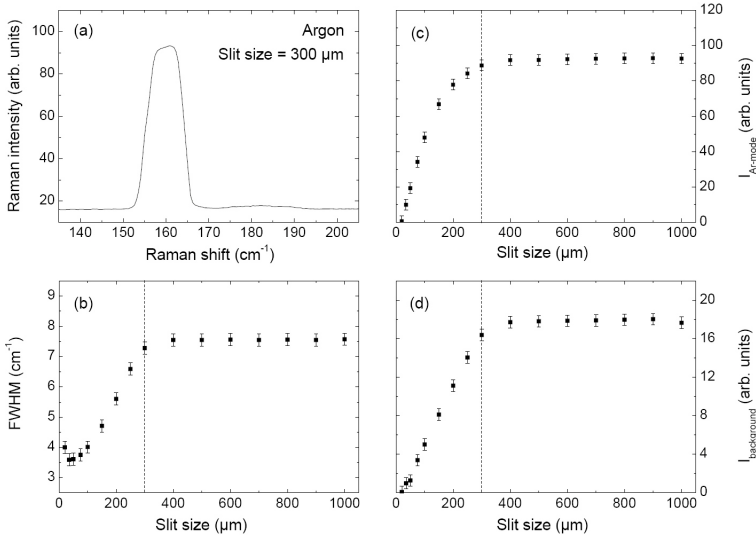 (a)
Argon
Slit size = 300 µm
100
80
60
40
20
140 150 160 170 180 190 200
Raman shift (cm-1)
Raman intensity (arb. units)
(c)
120
100
80
60
40
20
0
0 200 400 600 800 1000
Slit size (µm)
I Ar-mode (arb. units)
(b)
9
8
7
6
5
4
3
0 200 400 600 800 1000
Slit size (µm)
FWHM (cm-1)
(d)
20
16
12
8
4
0
0 200 400 600 800 1000
Slit size (µm)
I background (arb. units)